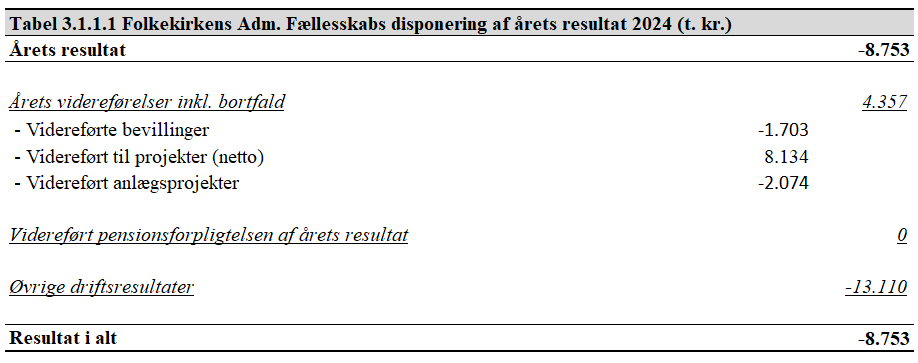 Tabel 3.1.1.1 Folkekirkens Adm. Fællesskabs disponering af årets resultat 2024 (t. kr.)
Årets resultat -8.753
Årets videreførelser inkl. bortfald 4.357
- Videreførte bevillinger -1.703
- Videreført til projekter (netto) 8.134
- Videreført anlægsprojekter -2.074
Videreført pensionsforpligtelsen af årets resultat 0
Øvrige driftsresultater -13.110
Resultat i alt -8.753